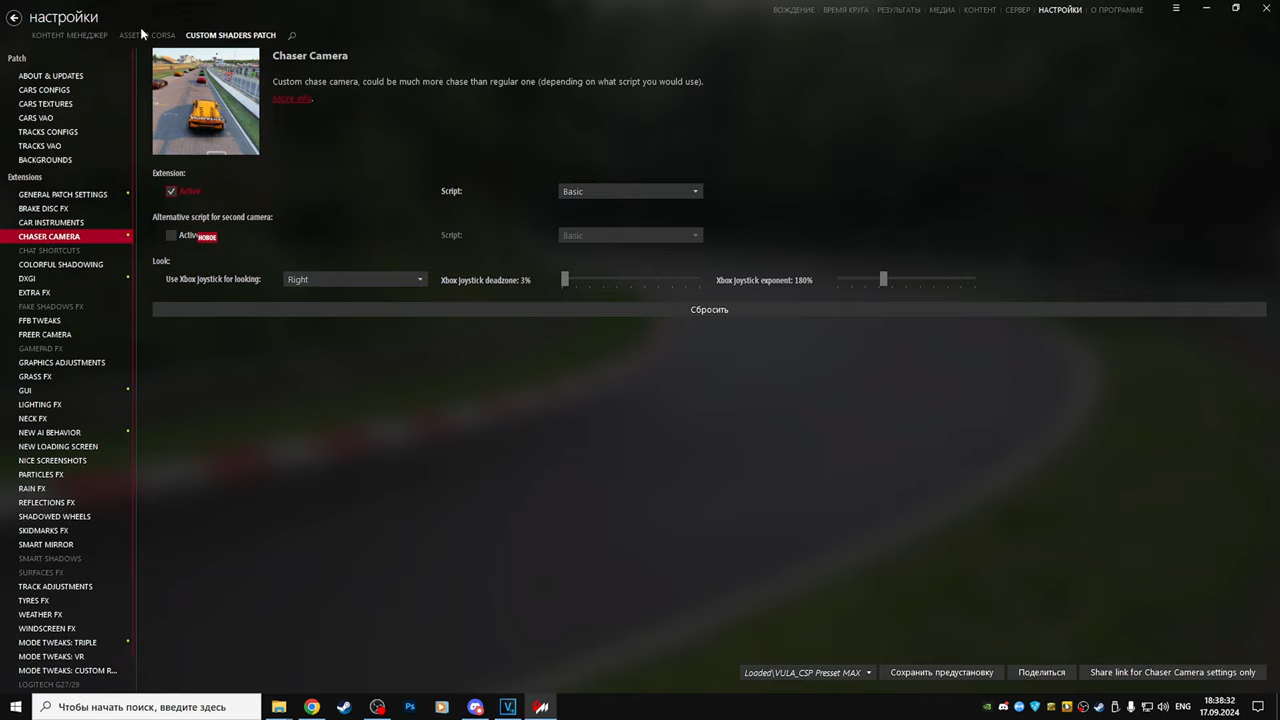 настройки
ВОЖДЕНИЕ ВРЕМЯ КРУГА РЕЗУЛЬТАТЫ МЕДИА КОНТЕНТ СЕРВЕР НАСТРОЙКИ О ПРОГРАММЕ
КОНТЕНТ МЕНЕДЖЕР ASSETTO CORSA CUSTOM SHADERS PATCH
Patch
ABOUT & UPDATES
CARS CONFIGS
CARS TEXTURES
CARS VAO
TRACKS CONFIGS
TRACKS VAO
BACKGROUNDS
Extensions
GENERAL PATCH SETTINGS
BRAKE DISC FX
CAR INSTRUMENTS
CHASER CAMERA
CHAT SHORTCUTS
COLORFUL SHADOWING
DXGI
EXTRA FX
FAKE SHADOWS FX
FFB TWEAKS
FREER CAMERA
GAMEPAD FX
GRAPHICS ADJUSTMENTS
GRASS FX
GUI
LIGHTING FX
NECK FX
NEW AI BEHAVIOR
NEW LOADING SCREEN
NICE SCREENSHOTS
PARTICLES FX
RAIN FX
REFLECTIONS FX
SHADOWED WHEELS
SKIDMARKS FX
SMART MIRROR
SMART SHADOWS
SURFACES FX
TRACK ADJUSTMENTS
TYRES FX
WEATHER FX
WINDSCREEN FX
MODE TWEAKS: TRIPLE
MODE TWEAKS: VR
MODE TWEAKS: CUSTOM R...
LOGITECH G27/29
Chaser Camera
Custom chase camera, could be much more chase than regular one (depending on what script you would use).
More info.
Extension:
Active Script: Basic
Alternative script for second camera:
Active НОВОЕ Script: Basic
Look:
Use Xbox joystick for looking: Right Xbox joystick deadzone: 3% Xbox joystick exponent: 180%
Сбросить
Loaded\VULA_CSP Presset MAX Сохранить предустановку Поделиться Share link for Chaser Camera settings only
Чтобы начать поиск, введите здесь
ENG
18:38:32
17.09.2024